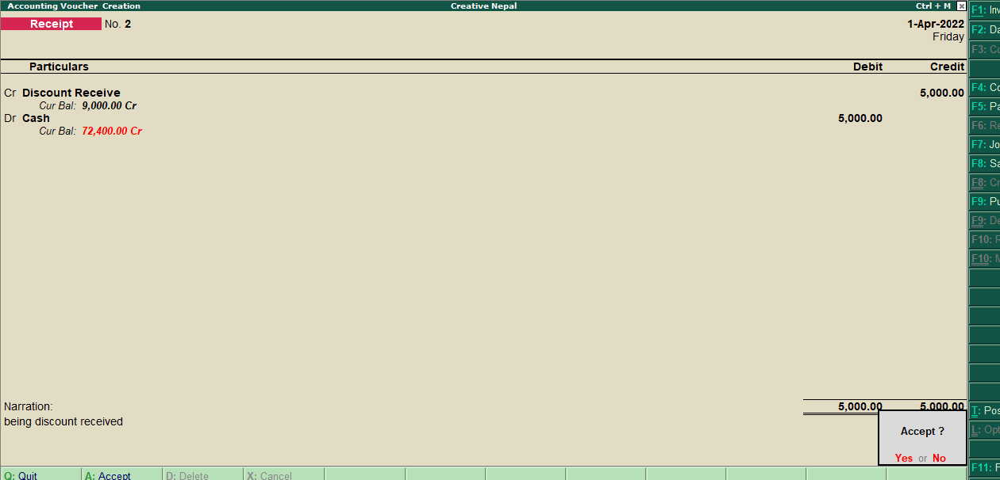 Accounting Voucher Creation Creative Nepal Ctrl + M
Receipt No. 2 1-Apr-2022
Friday
Particulars Debit Credit
Cr Discount Receive 5,000.00
Cur Bal: 9,000.00 Cr
Dr Cash 5,000.00
Cur Bal: 72,400.00 Cr
Narration: 5,000.00 5,000.00
being discount received
Accept ?
Yes or No
Q: Quit A: Accept D: Delete X: Cancel
F1: Inv
F2: Da
F3: Co
F4: Co
F5: Pa
F6: Re
F7: Jo
F8: Sa
F8: Cr
F9: Pu
F9: De
F10: R
F10: M
T: Pos
L: Opt
F11: F